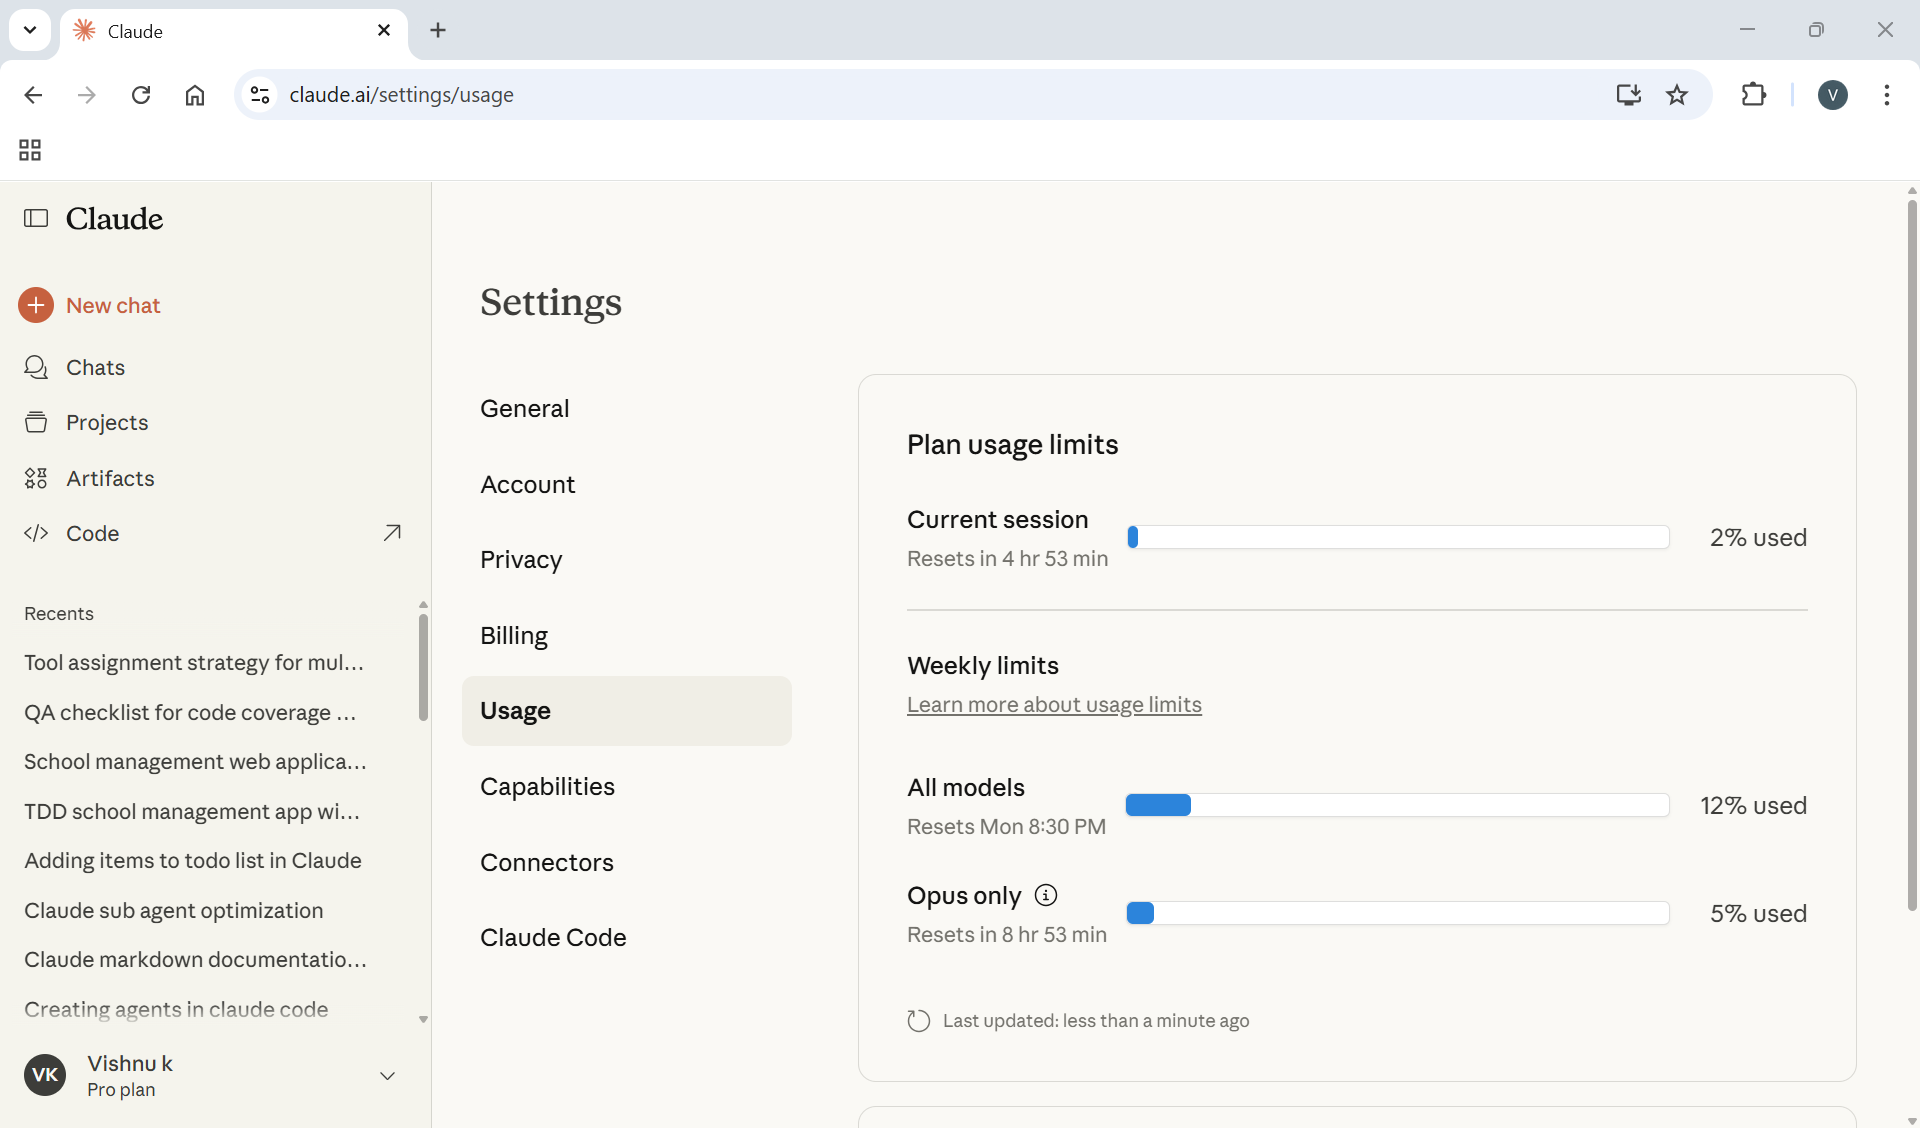 Claude
claude.ai/settings/usage
V
Claude
New chat
Chats
Projects
Artifacts
Code
Recents
Tool assignment strategy for mul...
QA checklist for code coverage ...
School management web applica...
TDD school management app wi...
Adding items to todo list in Claude
Claude sub agent optimization
Claude markdown documentatio...
Creating agents in claude code
VK
Vishnu k
Pro plan
Settings
General
Account
Privacy
Billing
Usage
Capabilities
Connectors
Claude Code
Plan usage limits
Current session
Resets in 4 hr 53 min
2% used
Weekly limits
Learn more about usage limits
All models
Resets Mon 8:30 PM
12% used
Opus only
Resets in 8 hr 53 min
5% used
Last updated: less than a minute ago